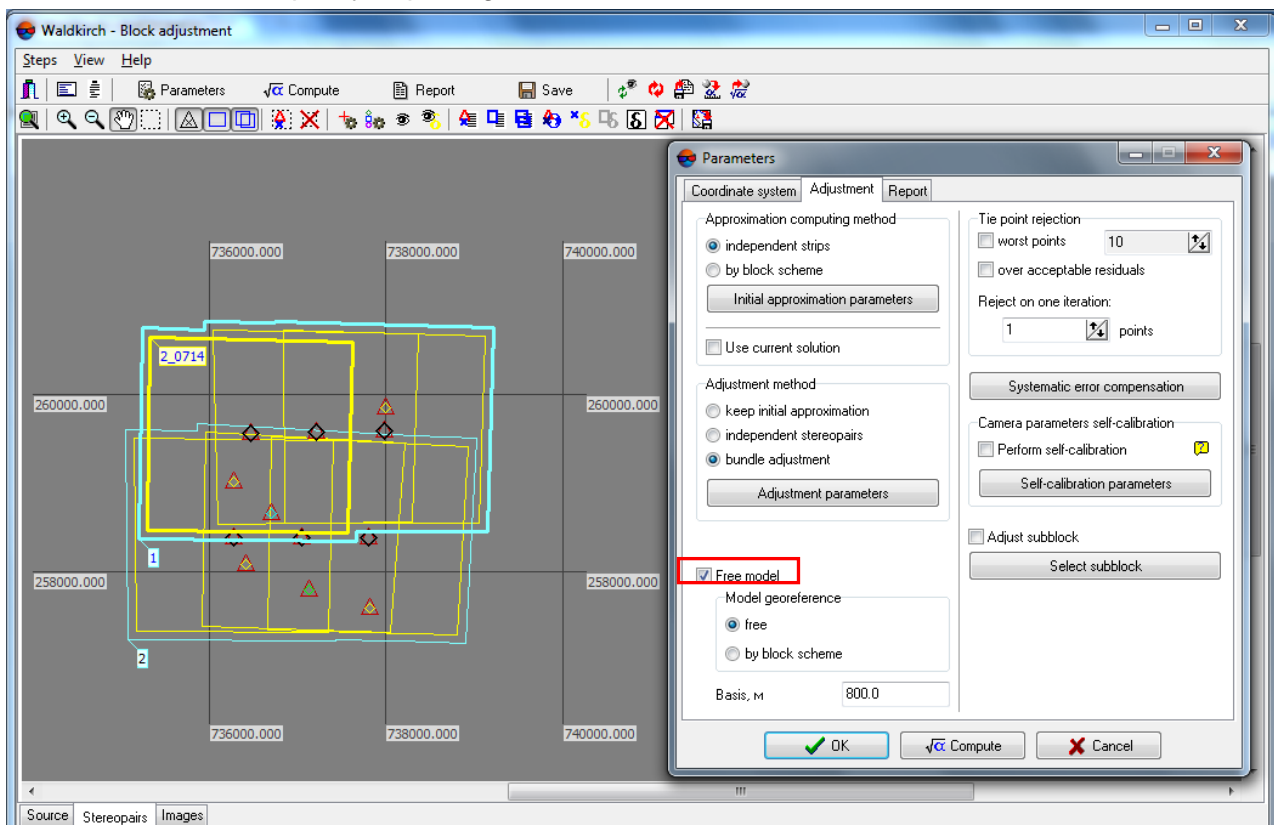 Waldkirch - Block adjustment
Steps View Help
Parameters √α Compute Report Save
736000.000 738000.000 740000.000
2_0714
260000.000 260000.000
1
258000.000 258000.000
2
736000.000 738000.000 740000.000
Source Stereopairs Images
Parameters
Coordinate system Adjustment Report
Approximation computing method
independent strips
by block scheme
Initial approximation parameters
Use current solution
Adjustment method
keep initial approximation
independent stereopairs
bundle adjustment
Adjustment parameters
Free model
Model georeference
free
by block scheme
Basis, м 800.0
Tie point rejection
worst points 10
over acceptable residuals
Reject on one iteration:
1 points
Systematic error compensation
Camera parameters self-calibration
Perform self-calibration
Self-calibration parameters
Adjust subblock
Select subblock
OK √α Compute Cancel